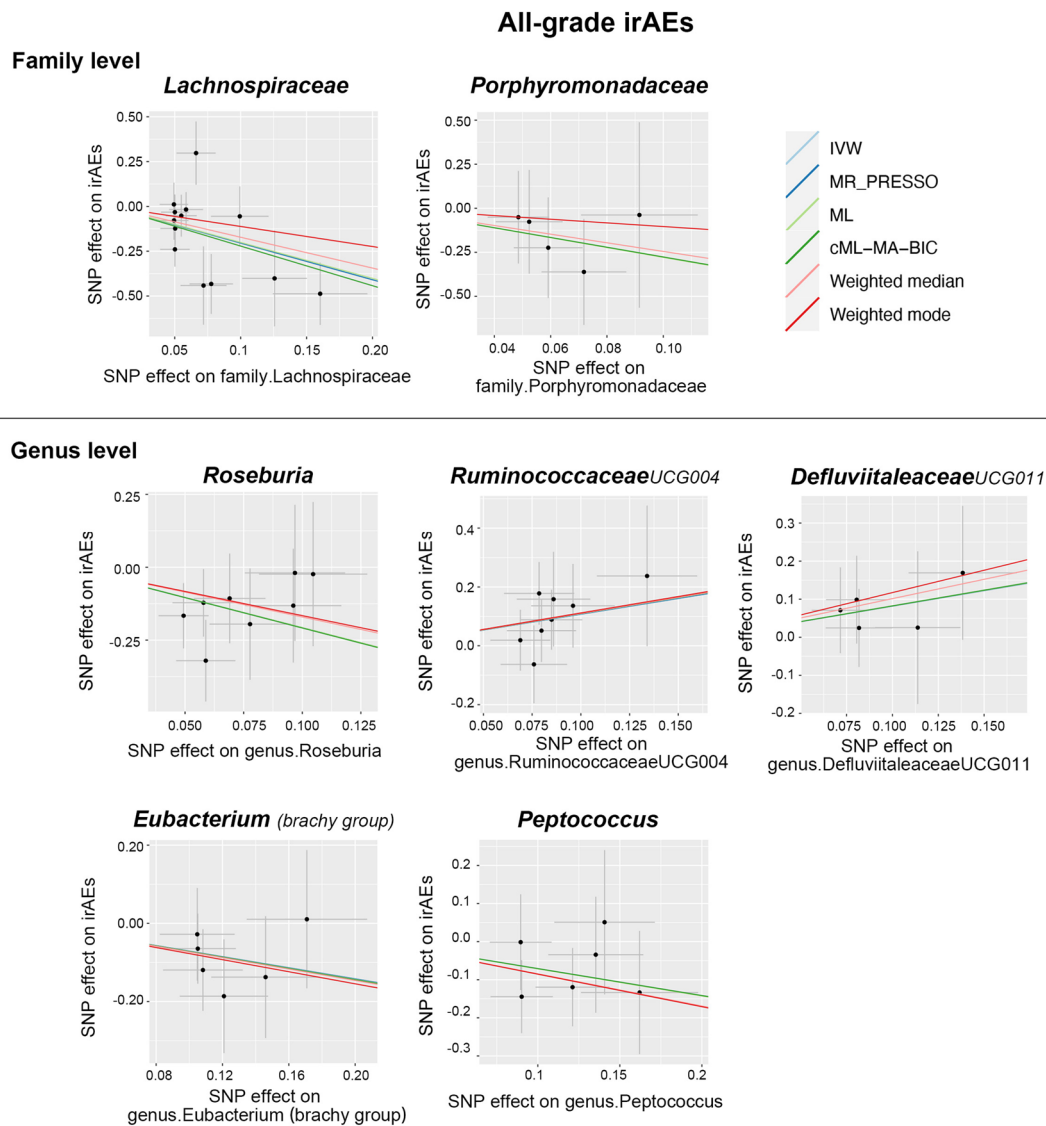 All-grade irAEs
Family level
Lachnospiraceae
0.50
0.25
0.00
-0.25
-0.50
SNP effect on irAEs
0.05
0.1
0.15
0.20
SNP effect on family.Lachnospiraceae
Porphyromonadaceae
0.50
0.25
0.00
-0.25
-0.50
SNP effect on irAEs
0.04
0.06
0.08
0.10
SNP effect on
family.Porphyromonadaceae
IVW
MR_PRESSO
ML
cML-MA-BIC
Weighted median
Weighted mode
Genus level
Roseburia
0.25
0.00
-0.25
SNP effect on irAEs
0.050
0.075
0.100
0.125
SNP effect on genus.Roseburia
RuminococcaceaeUCG004
0.4
0.2
0.0
-0.2
SNP effect on irAEs
0.050
0.075
0.100
0.125
0.150
SNP effect on
genus.RuminococcaceaeUCG004
DefluviitaleaceaeUCG011
0.3
0.2
0.1
0.0
-0.1
-0.2
SNP effect on irAEs
0.075
0.100
0.125
0.150
SNP effect on
genus.DefluviitaleaceaeUCG011
Eubacterium (brachy group)
0.20
0.00
-0.20
SNP effect on irAEs
0.08
0.12
0.16
0.20
SNP effect on
genus.Eubacterium (brachy group)
Peptococcus
0.2
0.1
0.0
-0.1
-0.2
-0.3
SNP effect on irAEs
0.1
0.15
0.2
SNP effect on genus.Peptococcus